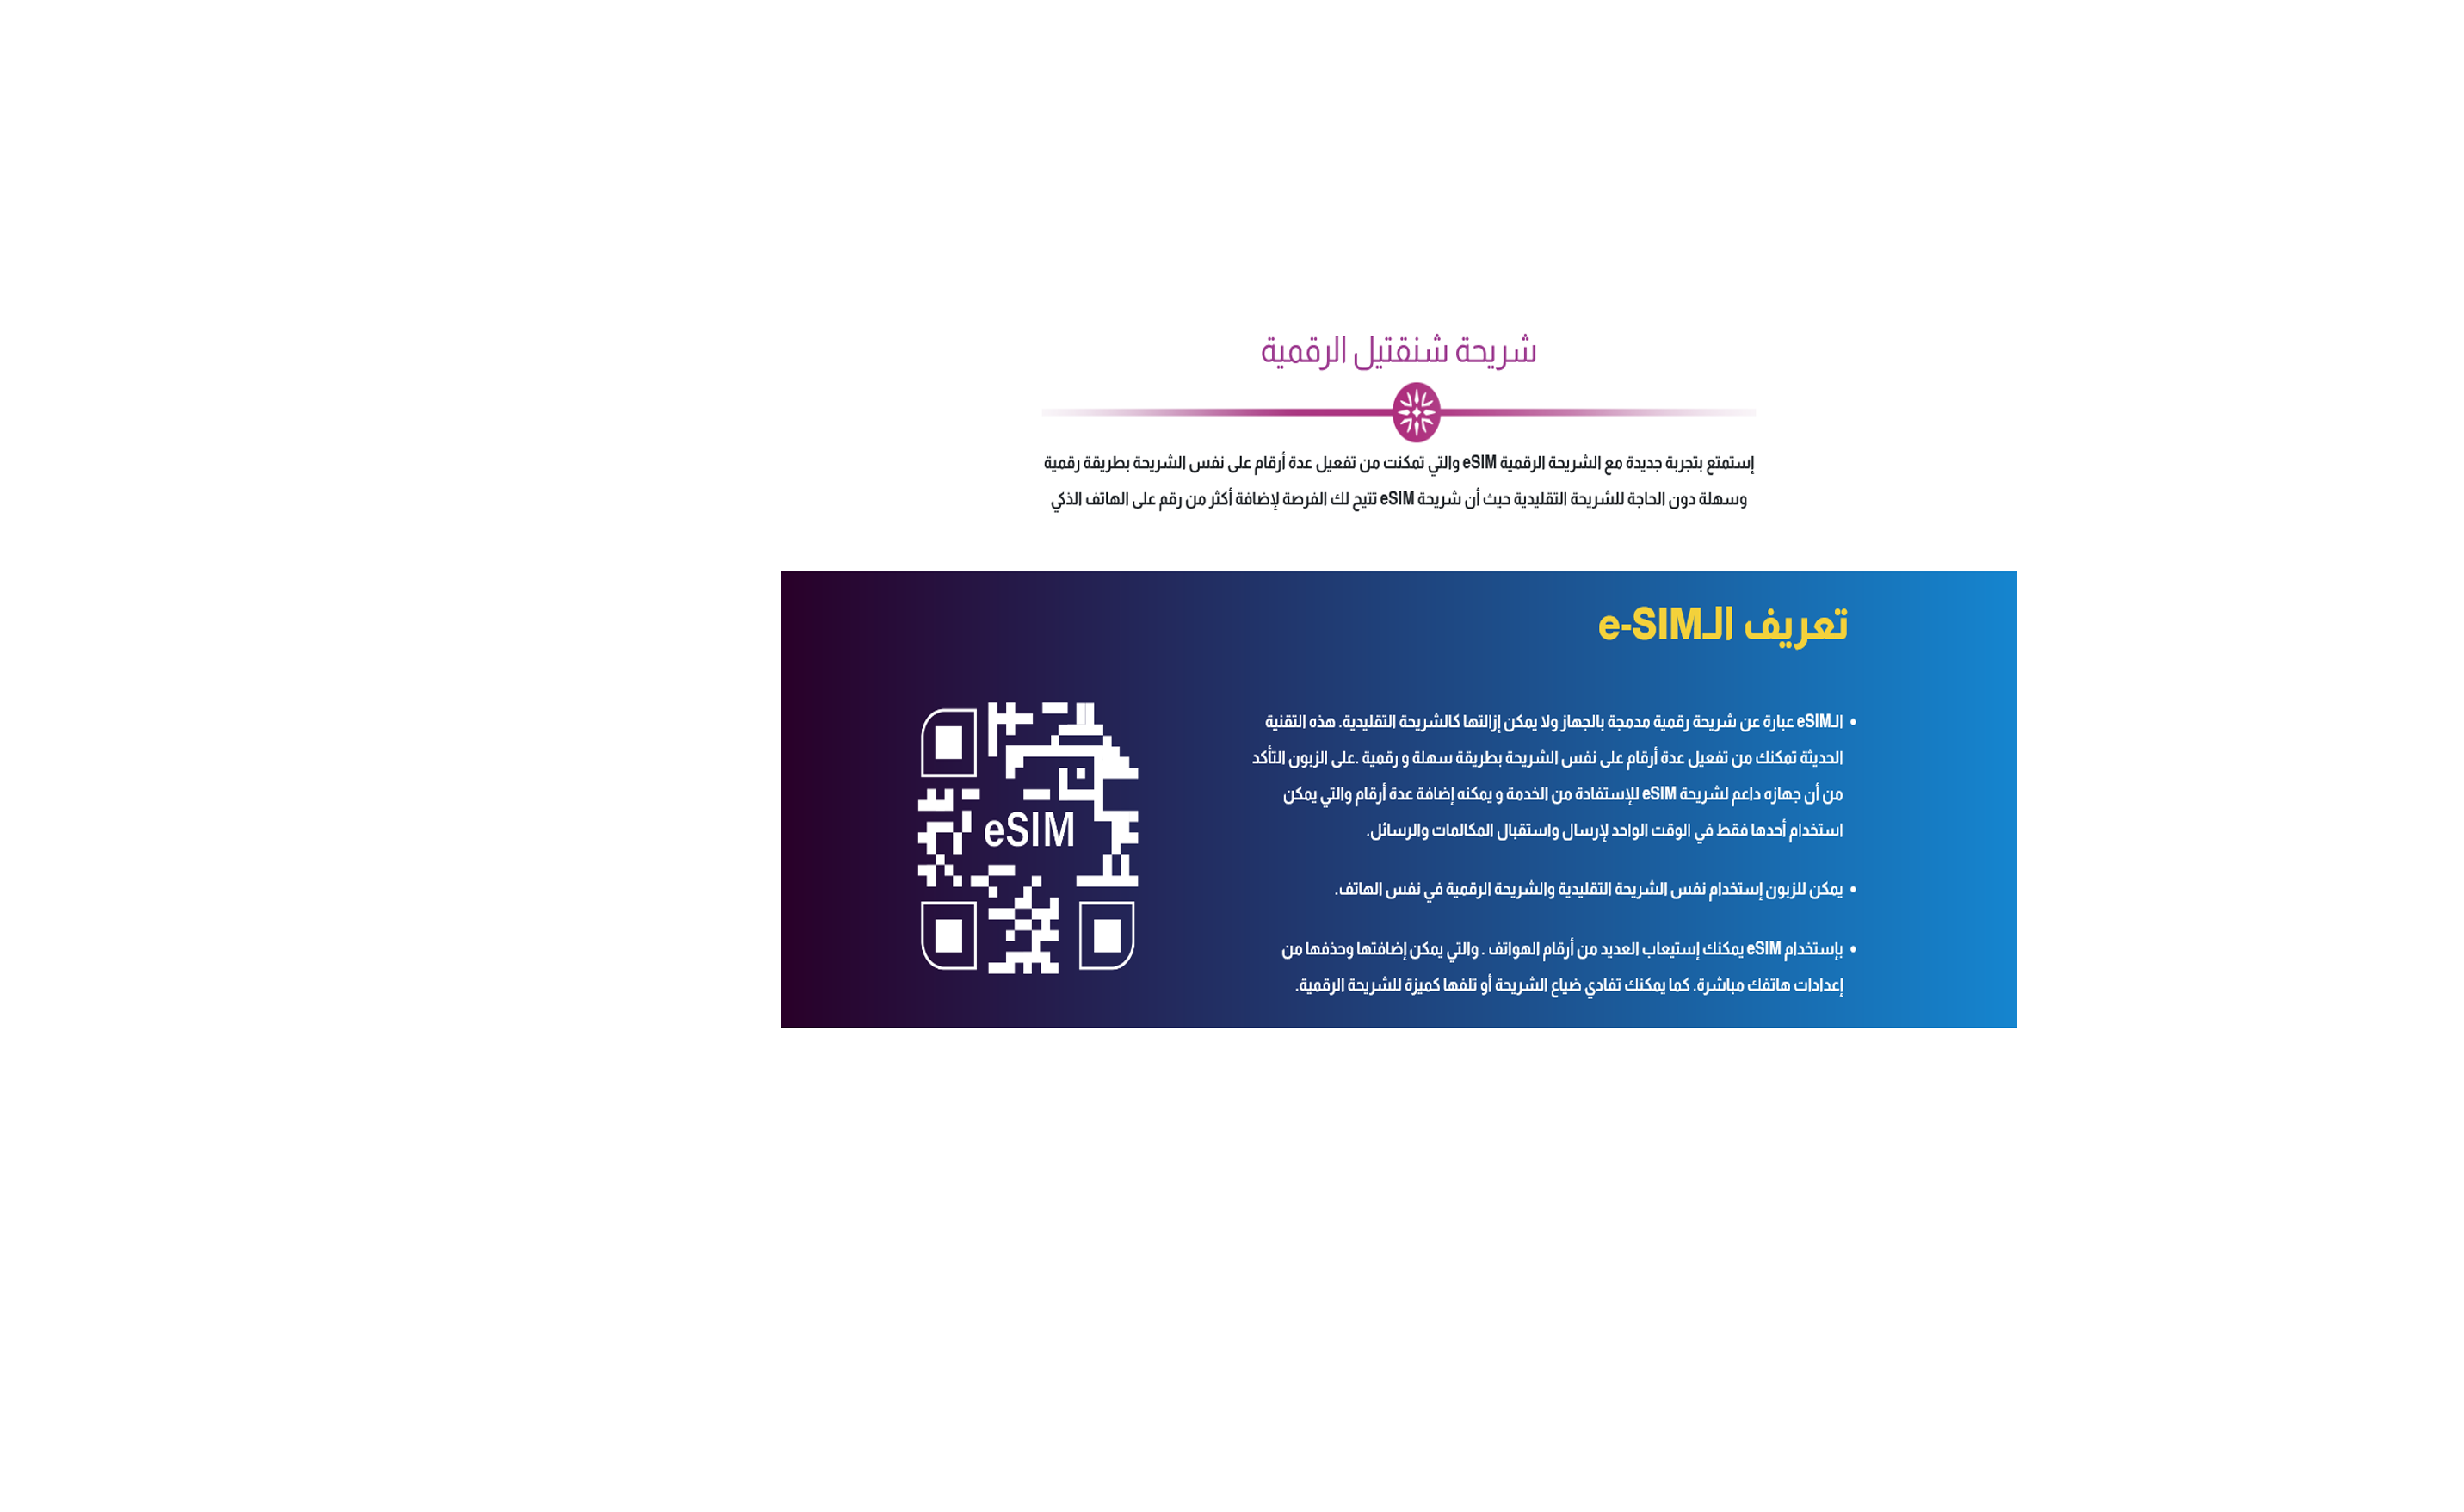 شريحة شنقتيل الرقمية
إستمتع بتجربة جديدة مع الشريحة الرقمية eSIM والتي تمكنت من تفعيل عدة أرقام على نفس الشريحة بطريقة رقمية
وسهلة دون الحاجة للشريحة التقليدية حيث أن شريحة eSIM تتيح لك الفرصة لإضافة أكثر من رقم على الهاتف الذكي
تعريف الـe-SIM
• الـeSIM عبارة عن شريحة رقمية مدمجة بالجهاز ولا يمكن إزالتها كالشريحة التقليدية. هذه التقنية
الحديثة تمكنك من تفعيل عدة أرقام على نفس الشريحة بطريقة سهلة و رقمية .على الزبون التأكد
من أن جهازه داعم لشريحة eSIM للإستفادة من الخدمة و يمكنه إضافة عدة أرقام والتي يمكن
استخدام أحدها فقط في الوقت الواحد لإرسال واستقبال المكالمات والرسائل.
• يمكن للزبون إستخدام نفس الشريحة التقليدية والشريحة الرقمية في نفس الهاتف.
• بإستخدام eSIM يمكنك إستيعاب العديد من أرقام الهواتف . والتي يمكن إضافتها وحذفها من
إعدادات هاتفك مباشرة. كما يمكنك تفادي ضياع الشريحة أو تلفها كميزة للشريحة الرقمية.
eSIM